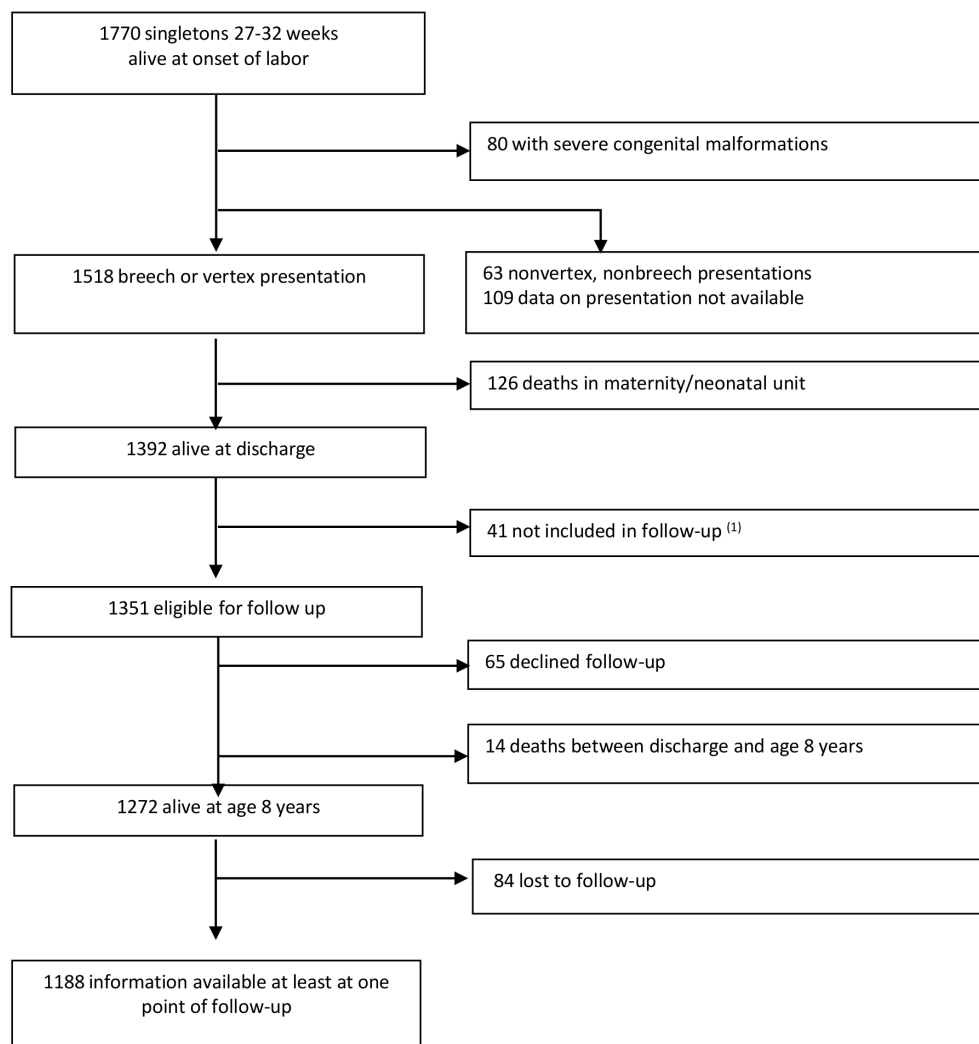 1770 singletons 27-32 weeks
alive at onset of labor
80 with severe congenital malformations
1518 breech or vertex presentation
63 nonvertex, nonbreech presentations
109 data on presentation not available
126 deaths in maternity/neonatal unit
1392 alive at discharge
41 not included in follow-up (1)
1351 eligible for follow up
65 declined follow-up
14 deaths between discharge and age 8 years
1272 alive at age 8 years
84 lost to follow-up
1188 information available at least at one
point of follow-up